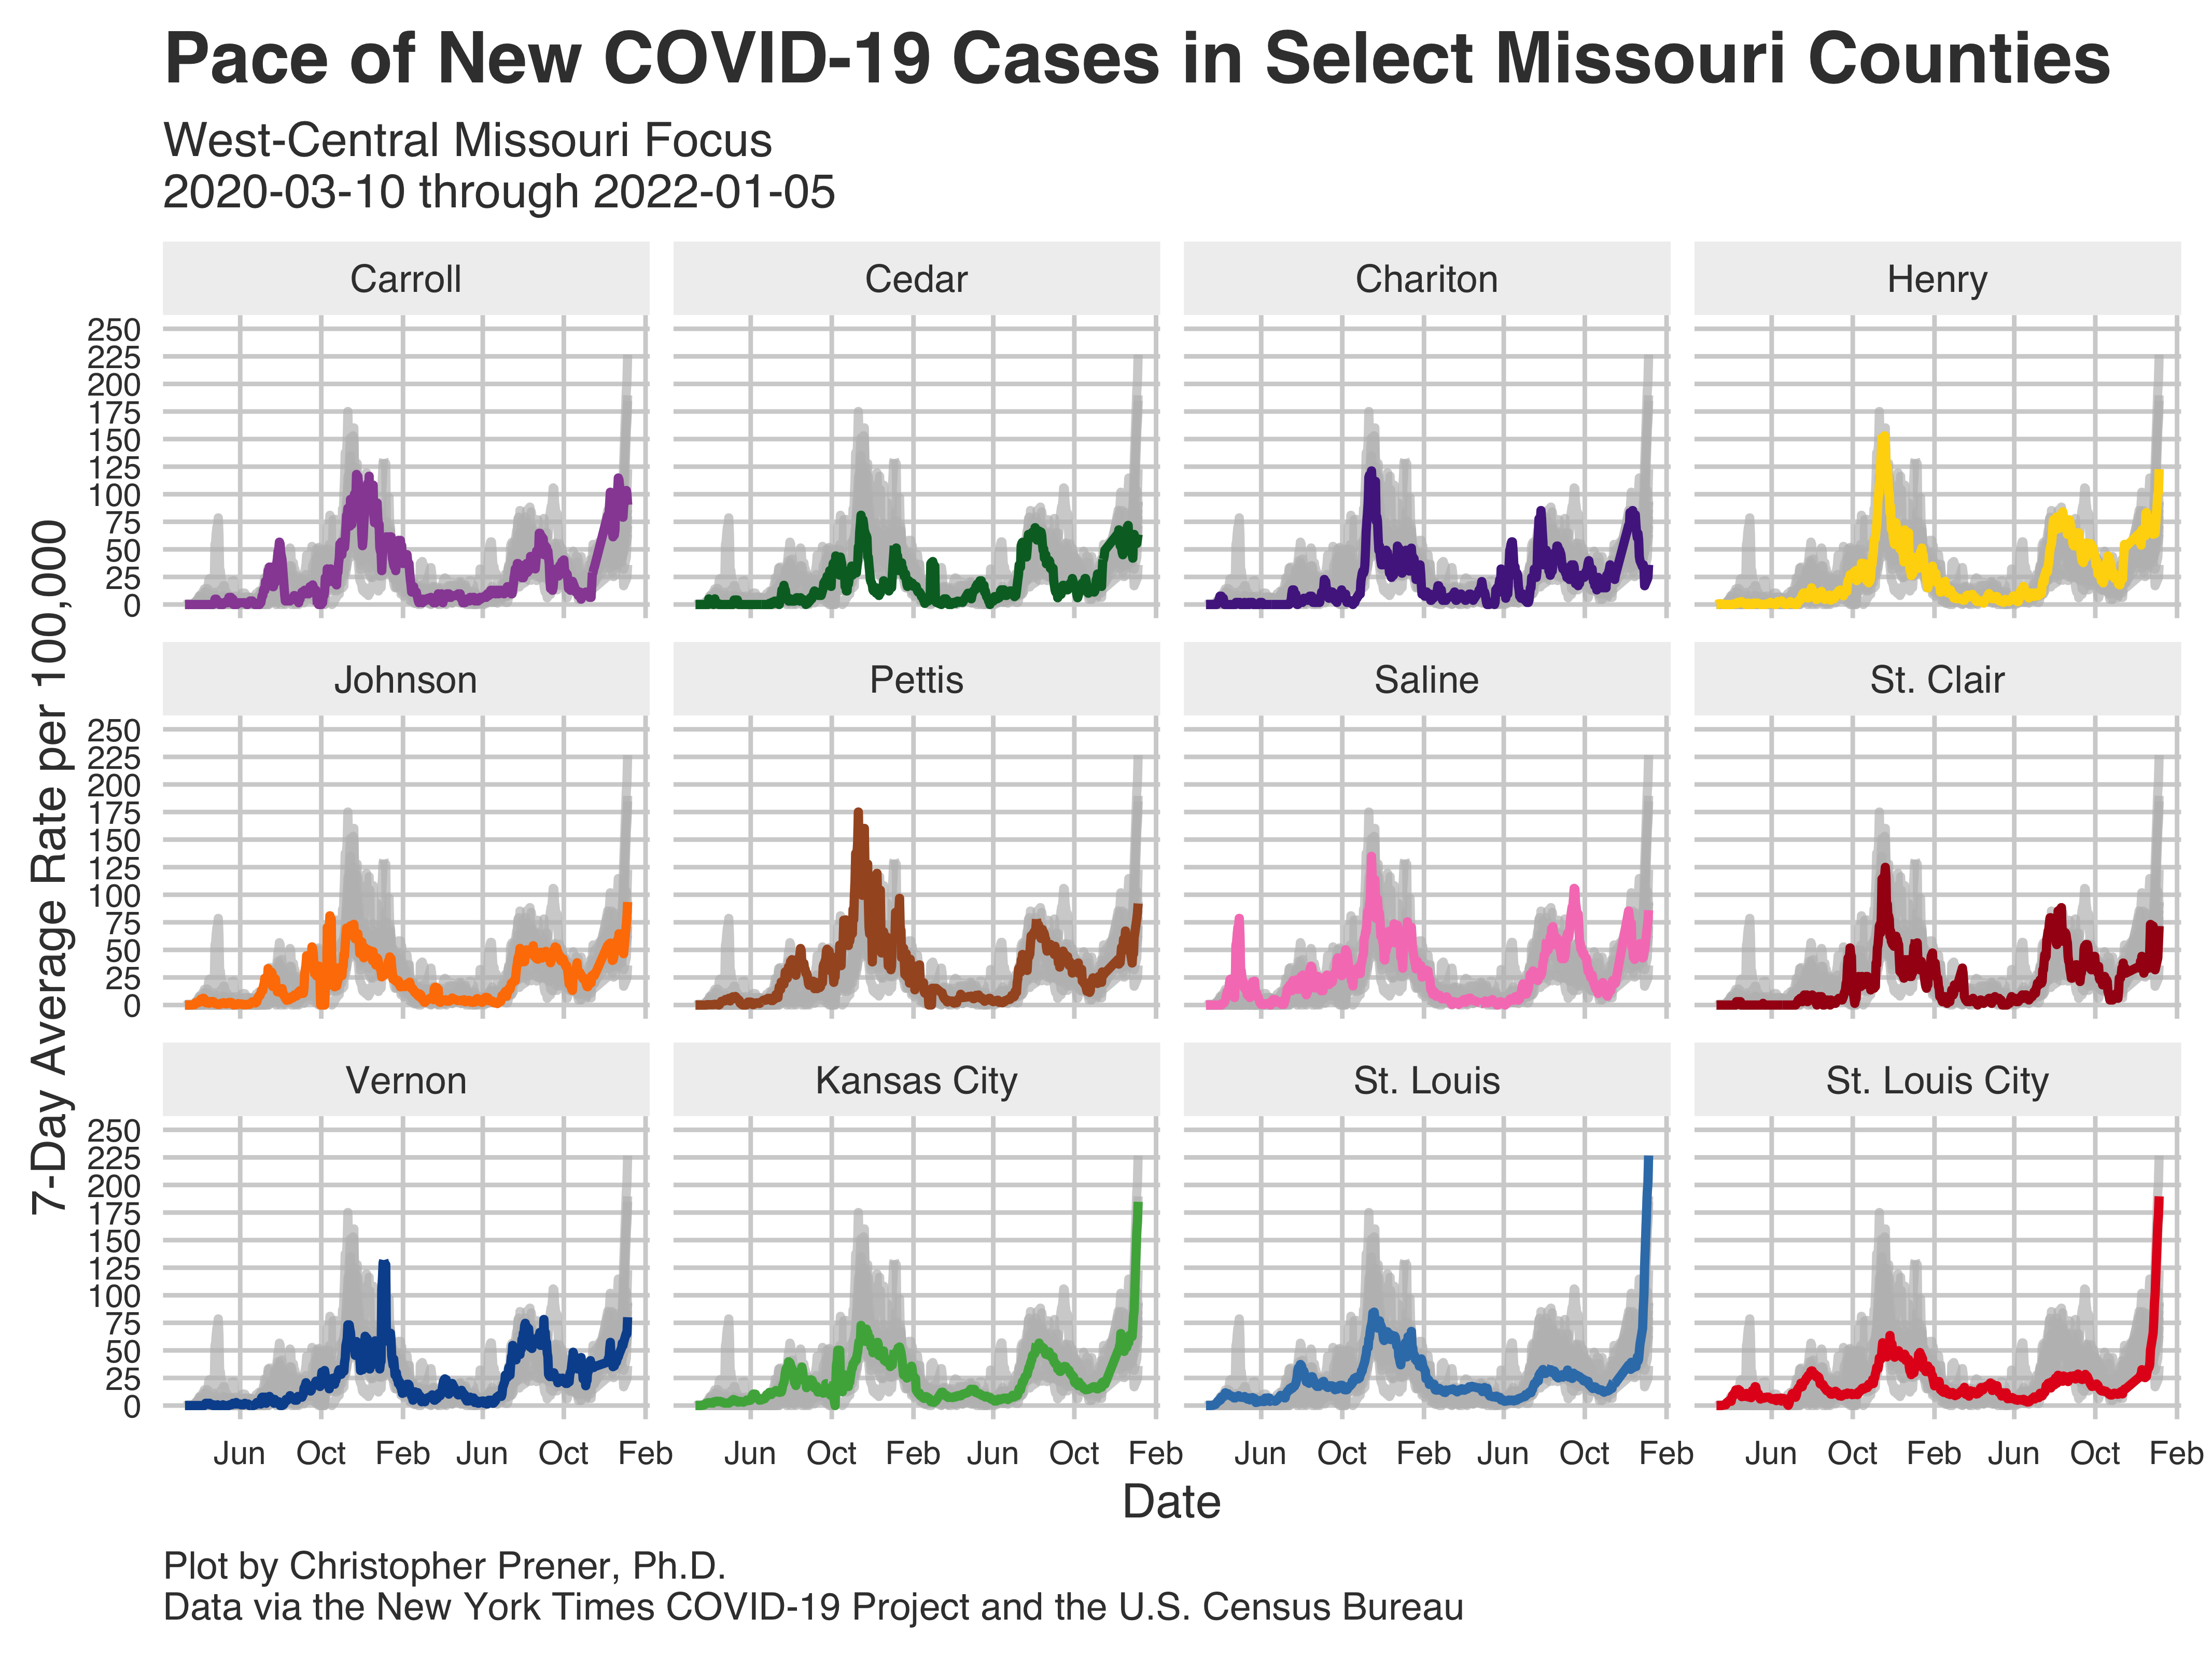 Pace of New COVID-19 Cases in Select Missouri Counties
West-Central Missouri Focus
2020-03-10 through 2022-01-05
7-Day Average Rate per 100,000
Carroll
Cedar
Chariton
Henry
250
225
200
175
150
125
100
75
50
25
0
Johnson
Pettis
Saline
St. Clair
250
225
200
175
150
125
100
75
50
25
0
Vernon
Kansas City
St. Louis
St. Louis City
250
225
200
175
150
125
100
75
50
25
0
Jun Oct Feb Jun Oct Feb
Jun Oct Feb Jun Oct Feb
Jun Oct Feb Jun Oct Feb
Jun Oct Feb Jun Oct Feb
Date
Plot by Christopher Prener, Ph.D.
Data via the New York Times COVID-19 Project and the U.S. Census Bureau